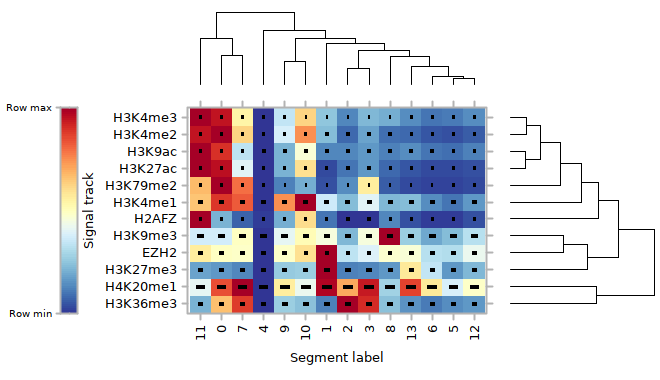 Row max
Row min
Signal track
H3K4me3
H3K4me2
H3K9ac
H3K27ac
H3K79me2
H3K4me1
H2AFZ
H3K9me3
EZH2
H3K27me3
H4K20me1
H3K36me3
11 0 7 4 9 10 1 2 3 8 13 6 5 12
Segment label